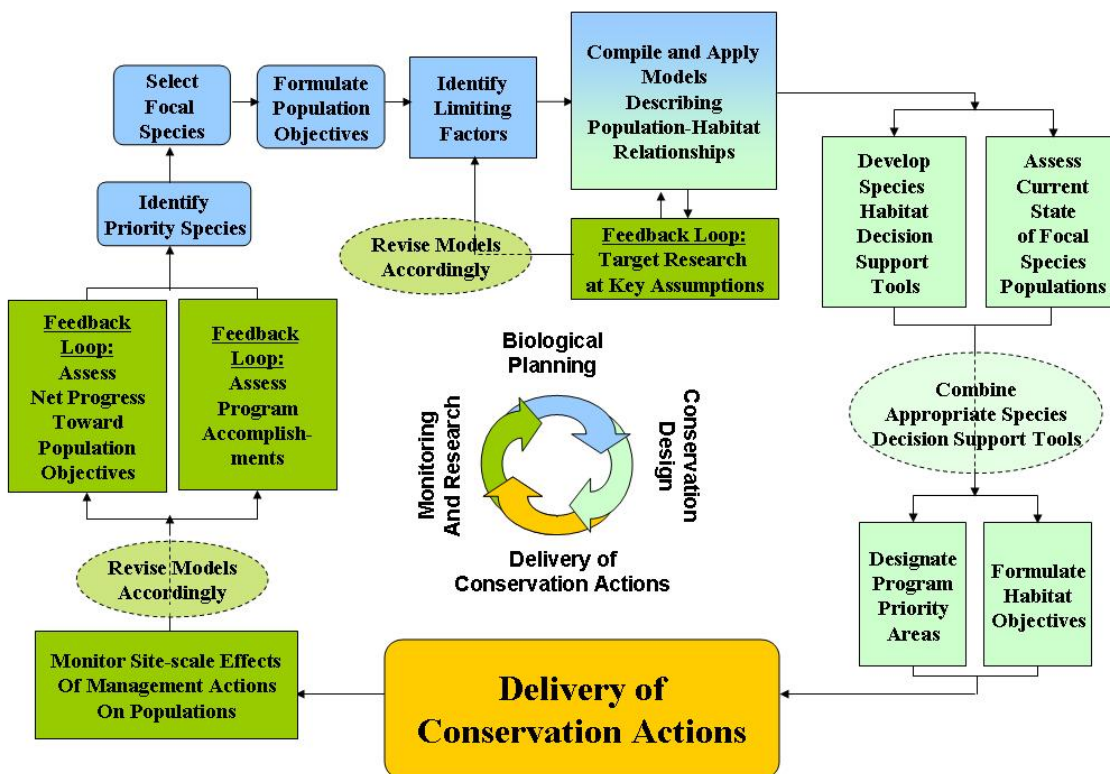 Select
Focal
Species
Formulate
Population
Objectives
Identify
Limiting
Factors
Compile and Apply
Models
Describing
Population-Habitat
Relationships
Identify
Priority Species
Revise Models
Accordingly
Feedback Loop:
Target Research
at Key Assumptions
Develop
Species
Habitat
Decision
Support
Tools
Assess
Current
State
of Focal
Species
Populations
Feedback
Loop:
Assess
Net Progress
Toward
Population
Objectives
Feedback
Loop:
Assess
Program
Accomplish-
ments
Biological
Planning
Conservation
Design
Delivery of
Conservation Actions
Monitoring
And Research
Combine
Appropriate Species
Decision Support Tools
Designate
Program
Priority
Areas
Formulate
Habitat
Objectives
Revise Models
Accordingly
Monitor Site-scale Effects
Of Management Actions
On Populations
Delivery of
Conservation Actions